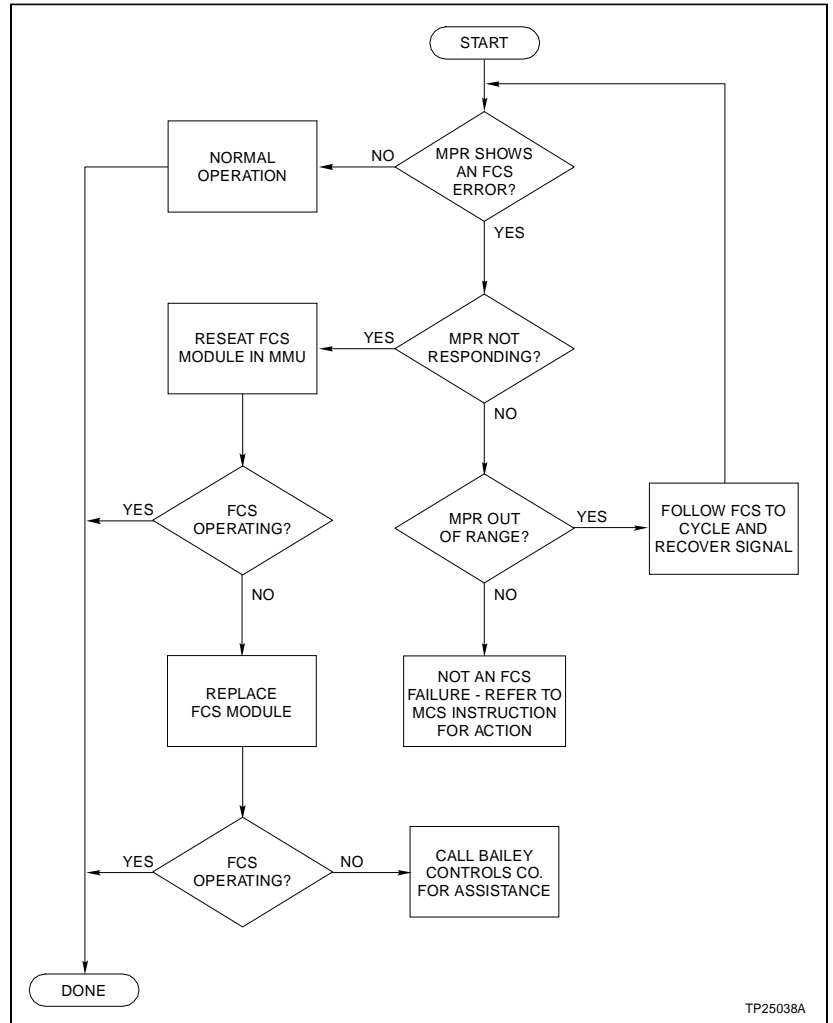 START
MPR SHOWS
AN FCS
ERROR?
NO
NORMAL
OPERATION
YES
MPR NOT
RESPONDING?
YES
RESEAT FCS
MODULE IN MMU
NO
FCS
OPERATING?
YES
MPR OUT
OF RANGE?
YES
FOLLOW FCS TO
CYCLE AND
RECOVER SIGNAL
NO
NO
REPLACE
FCS MODULE
NOT AN FCS
FAILURE - REFER TO
MCS INSTRUCTION
FOR ACTION
FCS
OPERATING?
YES
NO
CALL BAILEY
CONTROLS CO.
FOR ASSISTANCE
DONE
TP25038A